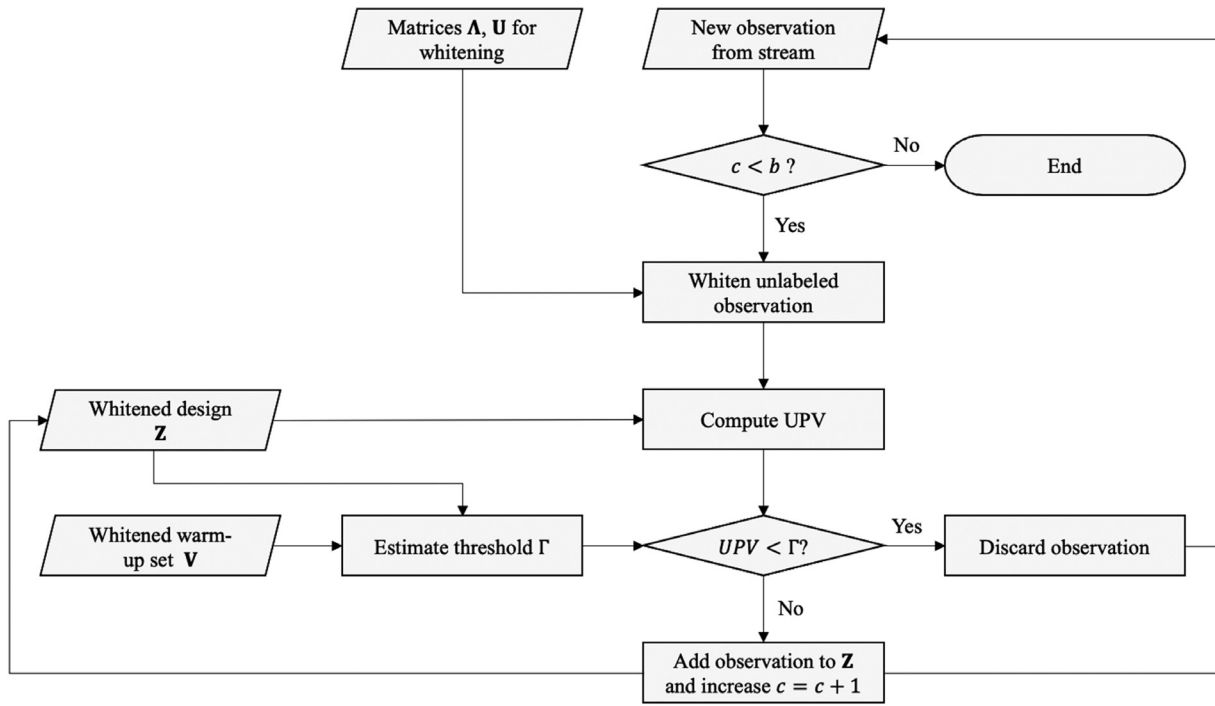 Matrices Λ, U for
whitening
New observation
from stream
c < b ?
No
End
Yes
Whiten unlabeled
observation
Whitened design
Z
Compute UPV
Whitened warm-
up set V
Estimate threshold Γ
UPV < Γ?
Yes
Discard observation
No
Add observation to Z
and increase c = c + 1